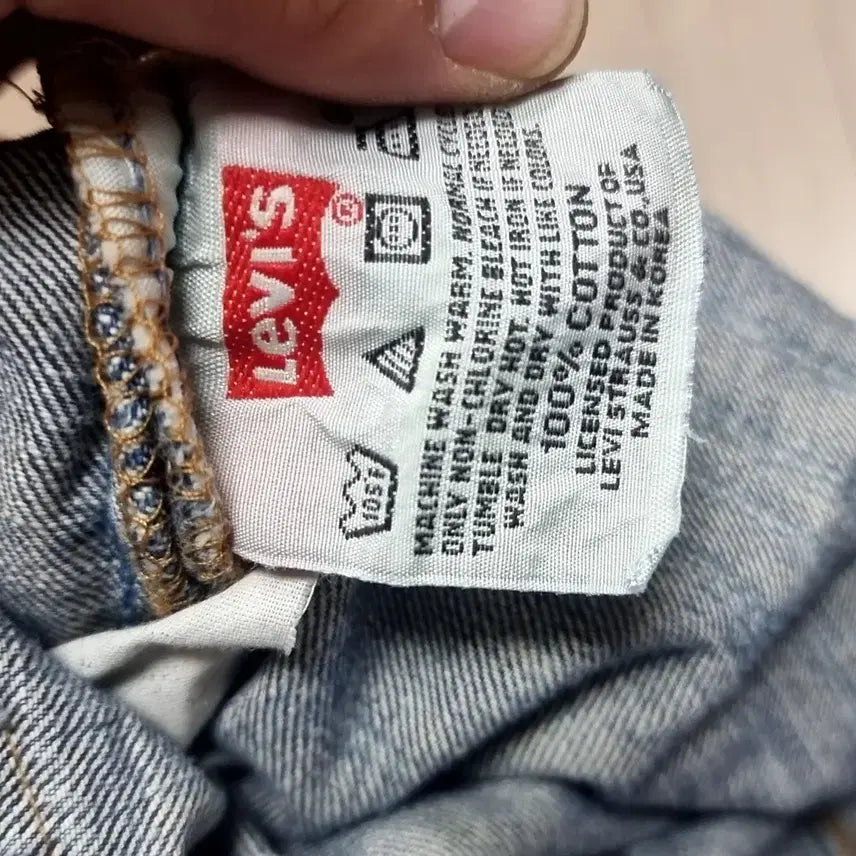 Levi's ®
105F
MACHINE WASH WARM, NORMAL CYCLE
ONLY NON-CHLORINE BLEACH IF NEEDED
TUMBLE DRY HOT, HOT IRON IF NEEDED
WASH AND DRY WITH LIKE COLORS
100% COTTON
LICENSED PRODUCT OF
LEVI STRAUSS & CO., USA
MADE IN KOREA